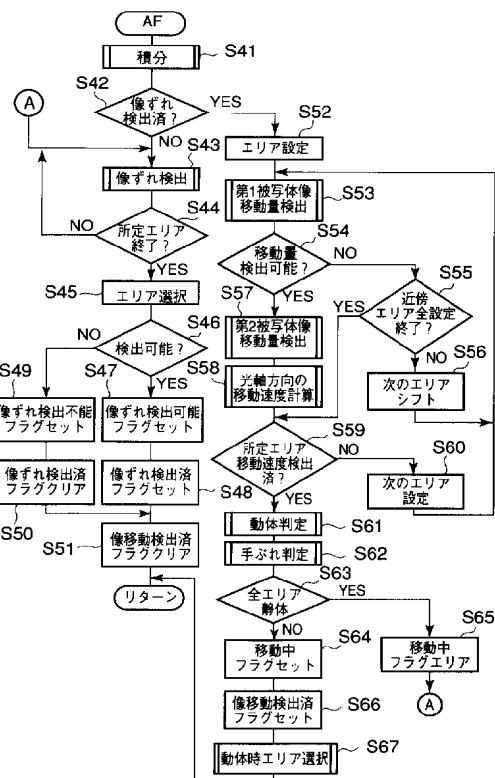 AF
積分
S41
S42
像ずれ
検出済?
YES
NO
A
S43
像ずれ検出
S44
所定エリア
終了?
NO
YES
S45
エリア選択
S46
検出可能?
NO
YES
S49
像ずれ検出不能
フラグセット
S47
像ずれ検出可能
フラグセット
像ずれ検出済
フラグクリア
S50
像ずれ検出済
フラグセット
S48
S51
像移動検出済
フラグクリア
リターン
S52
エリア設定
第1被写体像
移動量検出
S53
S54
移動量
検出可能?
NO
YES
S55
近傍
エリア全設定
終了?
YES
NO
S56
次のエリア
シフト
S57
第2被写体像
移動量検出
S58
光軸方向の
移動速度計算
S59
所定エリア
移動速度検出
済?
NO
YES
S60
次のエリア
設定
動体判定
S61
手ぶれ判定
S62
S63
全エリア
静体
YES
NO
S64
移動中
フラグセット
S65
移動中
フラグエリア
A
像移動検出済
フラグセット
S66
動体時エリア選択
S67